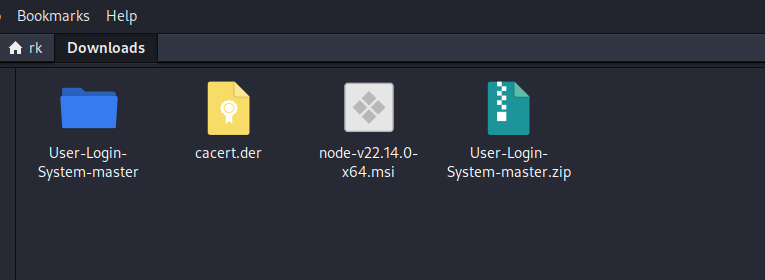 Bookmarks Help
rk Downloads
User-Login-
System-master
cacert.der
node-v22.14.0-
x64.msi
User-Login-
System-master.zip